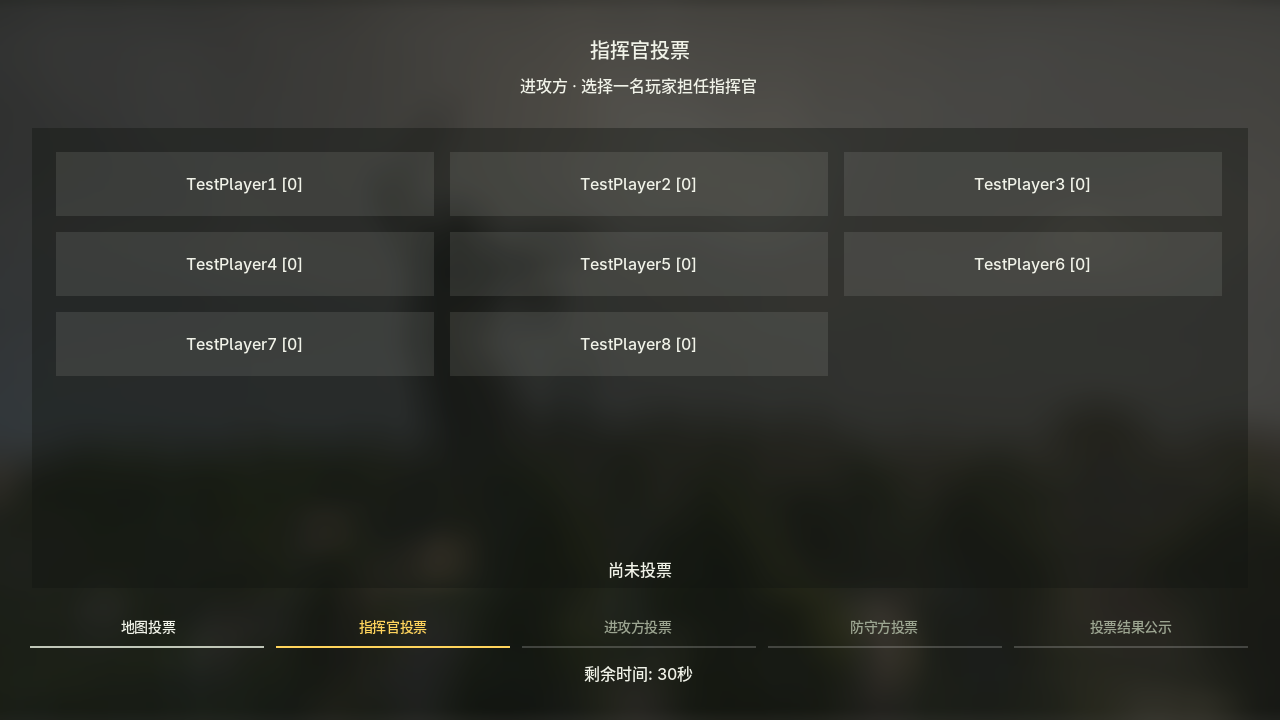 指挥官投票
进攻方 · 选择一名玩家担任指挥官
TestPlayer1 [0]
TestPlayer2 [0]
TestPlayer3 [0]
TestPlayer4 [0]
TestPlayer5 [0]
TestPlayer6 [0]
TestPlayer7 [0]
TestPlayer8 [0]
尚未投票
地图投票
指挥官投票
进攻方投票
防守方投票
投票结果公示
剩余时间: 30秒